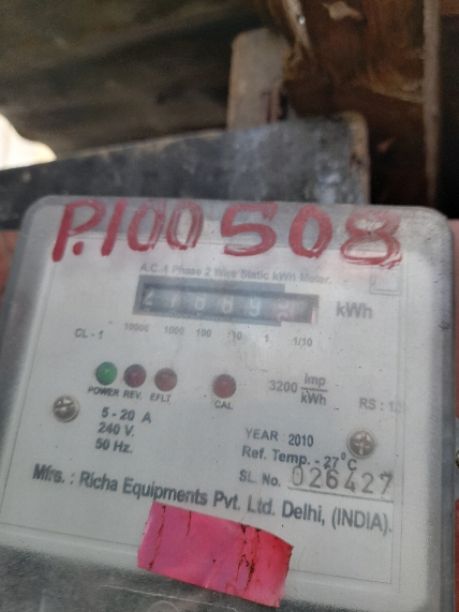 P.100508
A.C. 1 Phase 2 Wire Static kWh Meter.
kWh
10000 1000 100 10 1 1/10
CL - 1
POWER REV. EFLT CAL
3200 imp/kWh
5 - 20 A
240 V.
50 Hz.
YEAR : 2010
Ref. Temp. - 27°C
SL. No. 026427
Mfrs. : Richa Equipments Pvt. Ltd. Delhi, (INDIA).